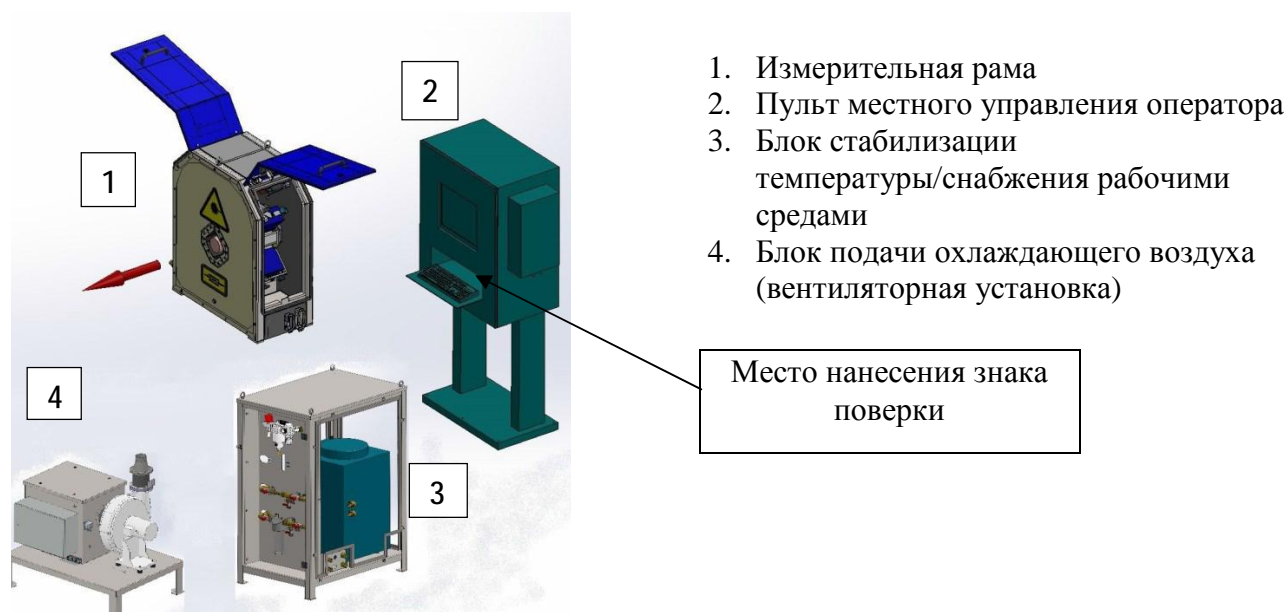 1
2
3
4
1. Измерительная рама
2. Пульт местного управления оператора
3. Блок стабилизации
температуры/снабжения рабочими
средами
4. Блок подачи охлаждающего воздуха
(вентиляторная установка)
Место нанесения знака
поверки